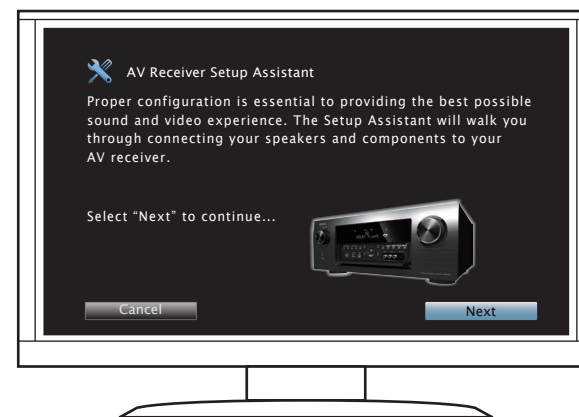 AV Receiver Setup Assistant
Proper configuration is essential to providing the best possible
sound and video experience. The Setup Assistant will walk you
through connecting your speakers and components to your
AV receiver.
Select “Next” to continue...
Cancel
Next